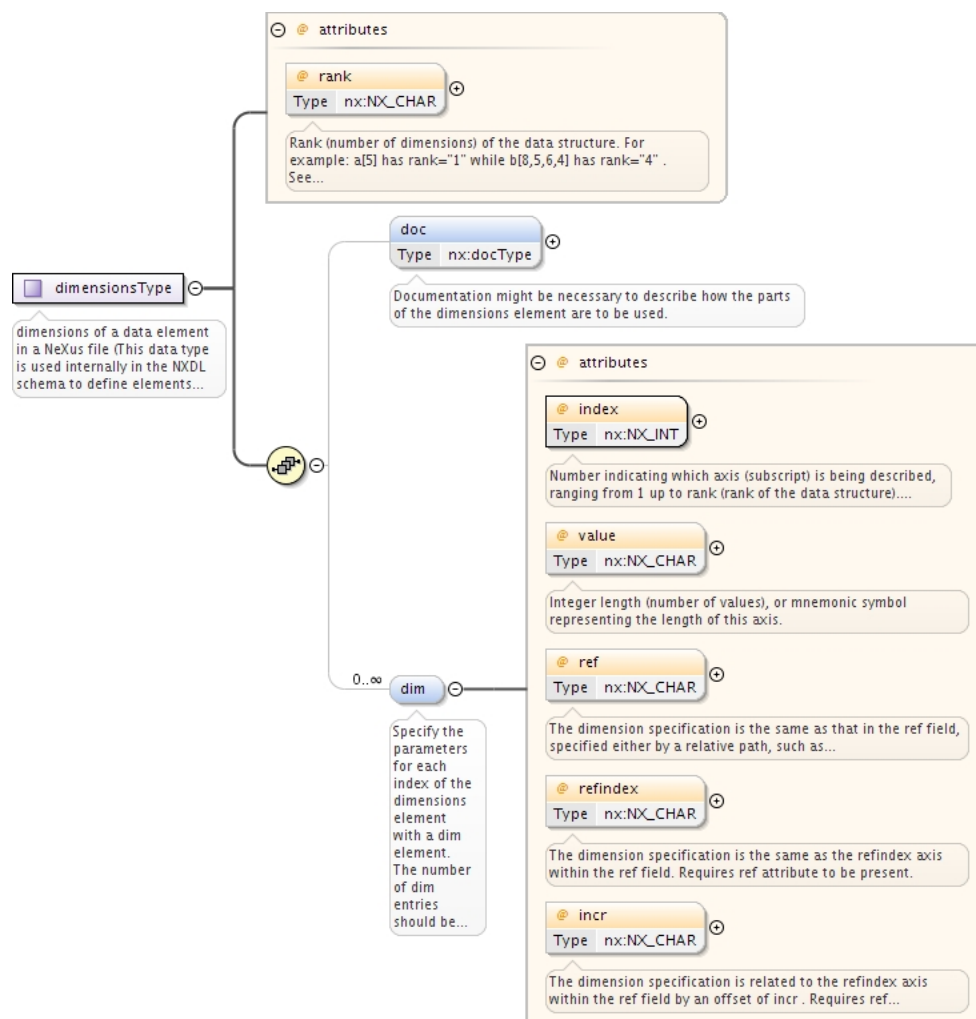 @ attributes
@ rank
Type nx:NX_CHAR
Rank (number of dimensions) of the data structure. For
example: a[5] has rank="1" while b[8,5,6,4] has rank="4" .
See...
doc
Type nx:docType
Documentation might be necessary to describe how the parts
of the dimensions element are to be used.
dimensionsType
dimensions of a data element
in a NeXus file (This data type
is used internally in the NXDL
schema to define elements...
@ attributes
@ index
Type nx:NX_INT
Number indicating which axis (subscript) is being described,
ranging from 1 up to rank (rank of the data structure)....
@ value
Type nx:NX_CHAR
Integer length (number of values), or mnemonic symbol
representing the length of this axis.
0..∞
dim
Specify the
parameters
for each
index of the
dimensions
element
with a dim
element.
The number
of dim
entries
should be...
@ ref
Type nx:NX_CHAR
The dimension specification is the same as that in the ref field,
specified either by a relative path, such as...
@ refindex
Type nx:NX_CHAR
The dimension specification is the same as the refindex axis
within the ref field. Requires ref attribute to be present.
@ incr
Type nx:NX_CHAR
The dimension specification is related to the refindex axis
within the ref field by an offset of incr . Requires ref...